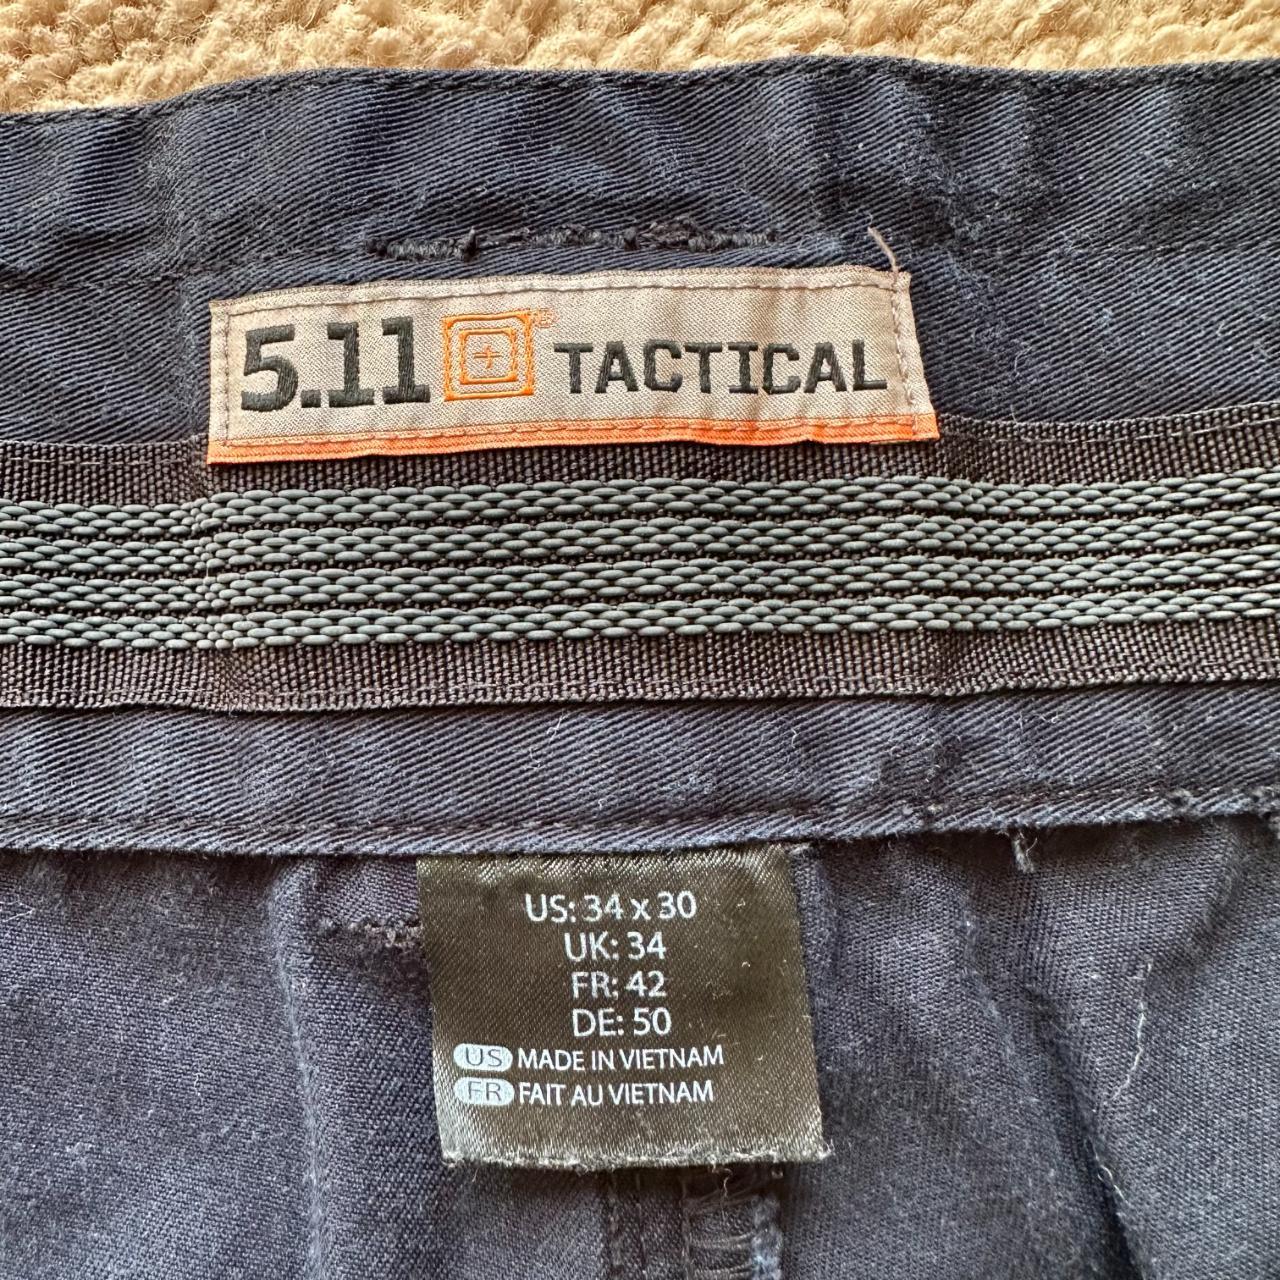 5.11® TACTICAL
US: 34 x 30
UK: 34
FR: 42
DE: 50
US MADE IN VIETNAM
FR FAIT AU VIETNAM